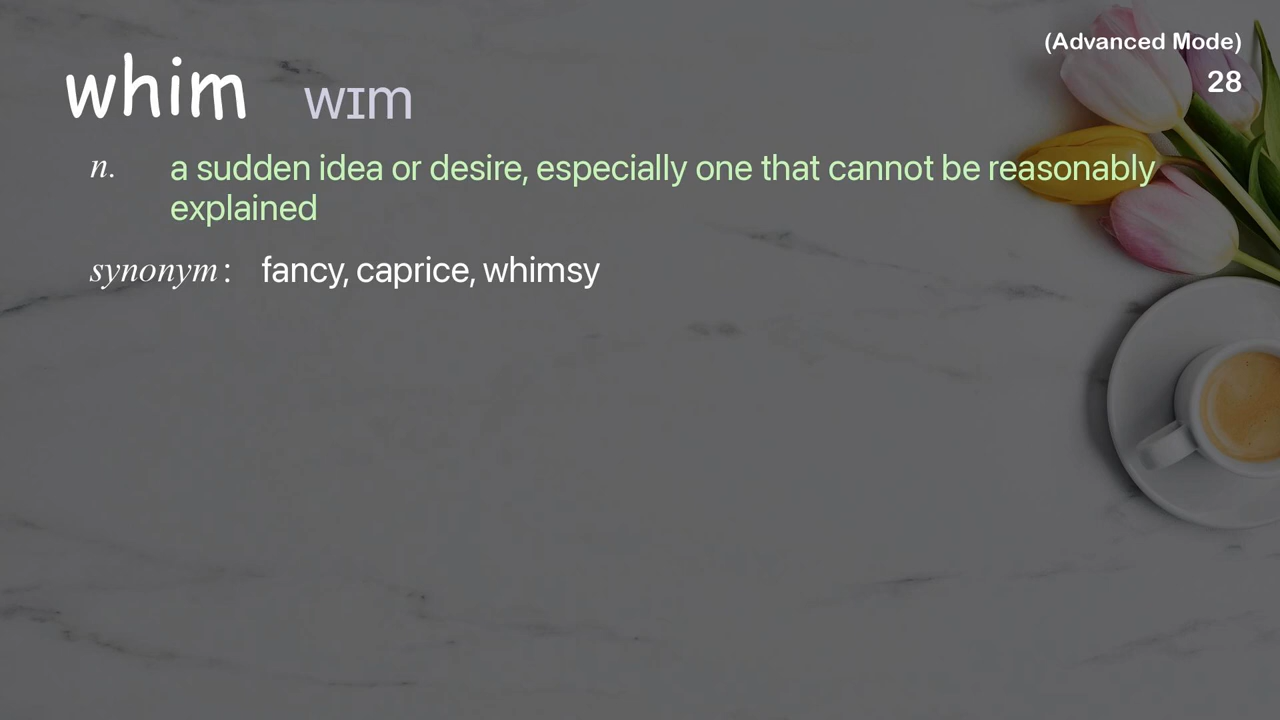 (Advanced Mode)
28
whim wɪm
n. a sudden idea or desire, especially one that cannot be reasonably
explained
synonym: fancy, caprice, whimsy